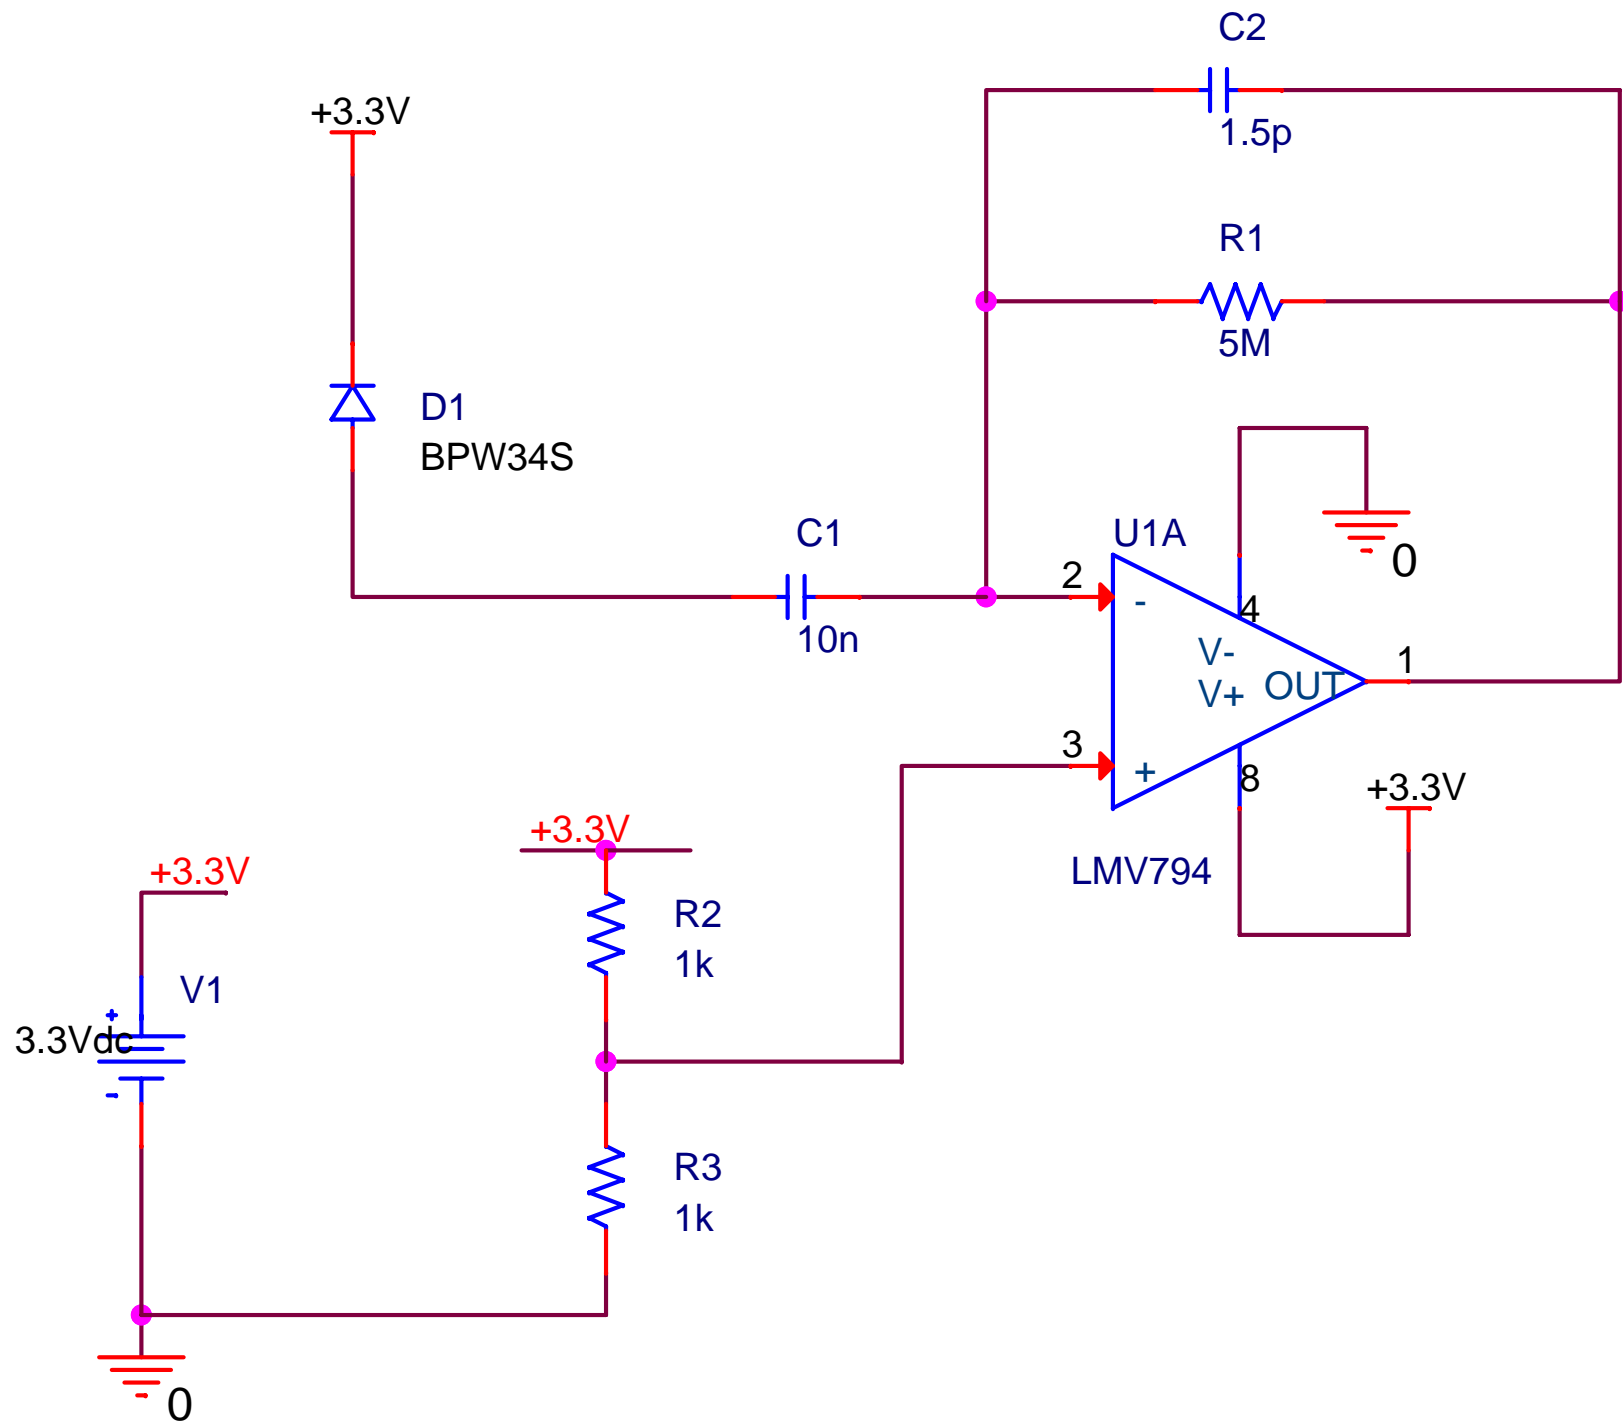 C2
1.5p
+3.3V
R1
5M
D1
BPW34S
C1
10n
U1A
2
-
4
0
V-
V+
OUT
1
3
+
8
+3.3V
LMV794
+3.3V
R2
1k
+3.3V
V1
+
3.3Vdc
-
R3
1k
0